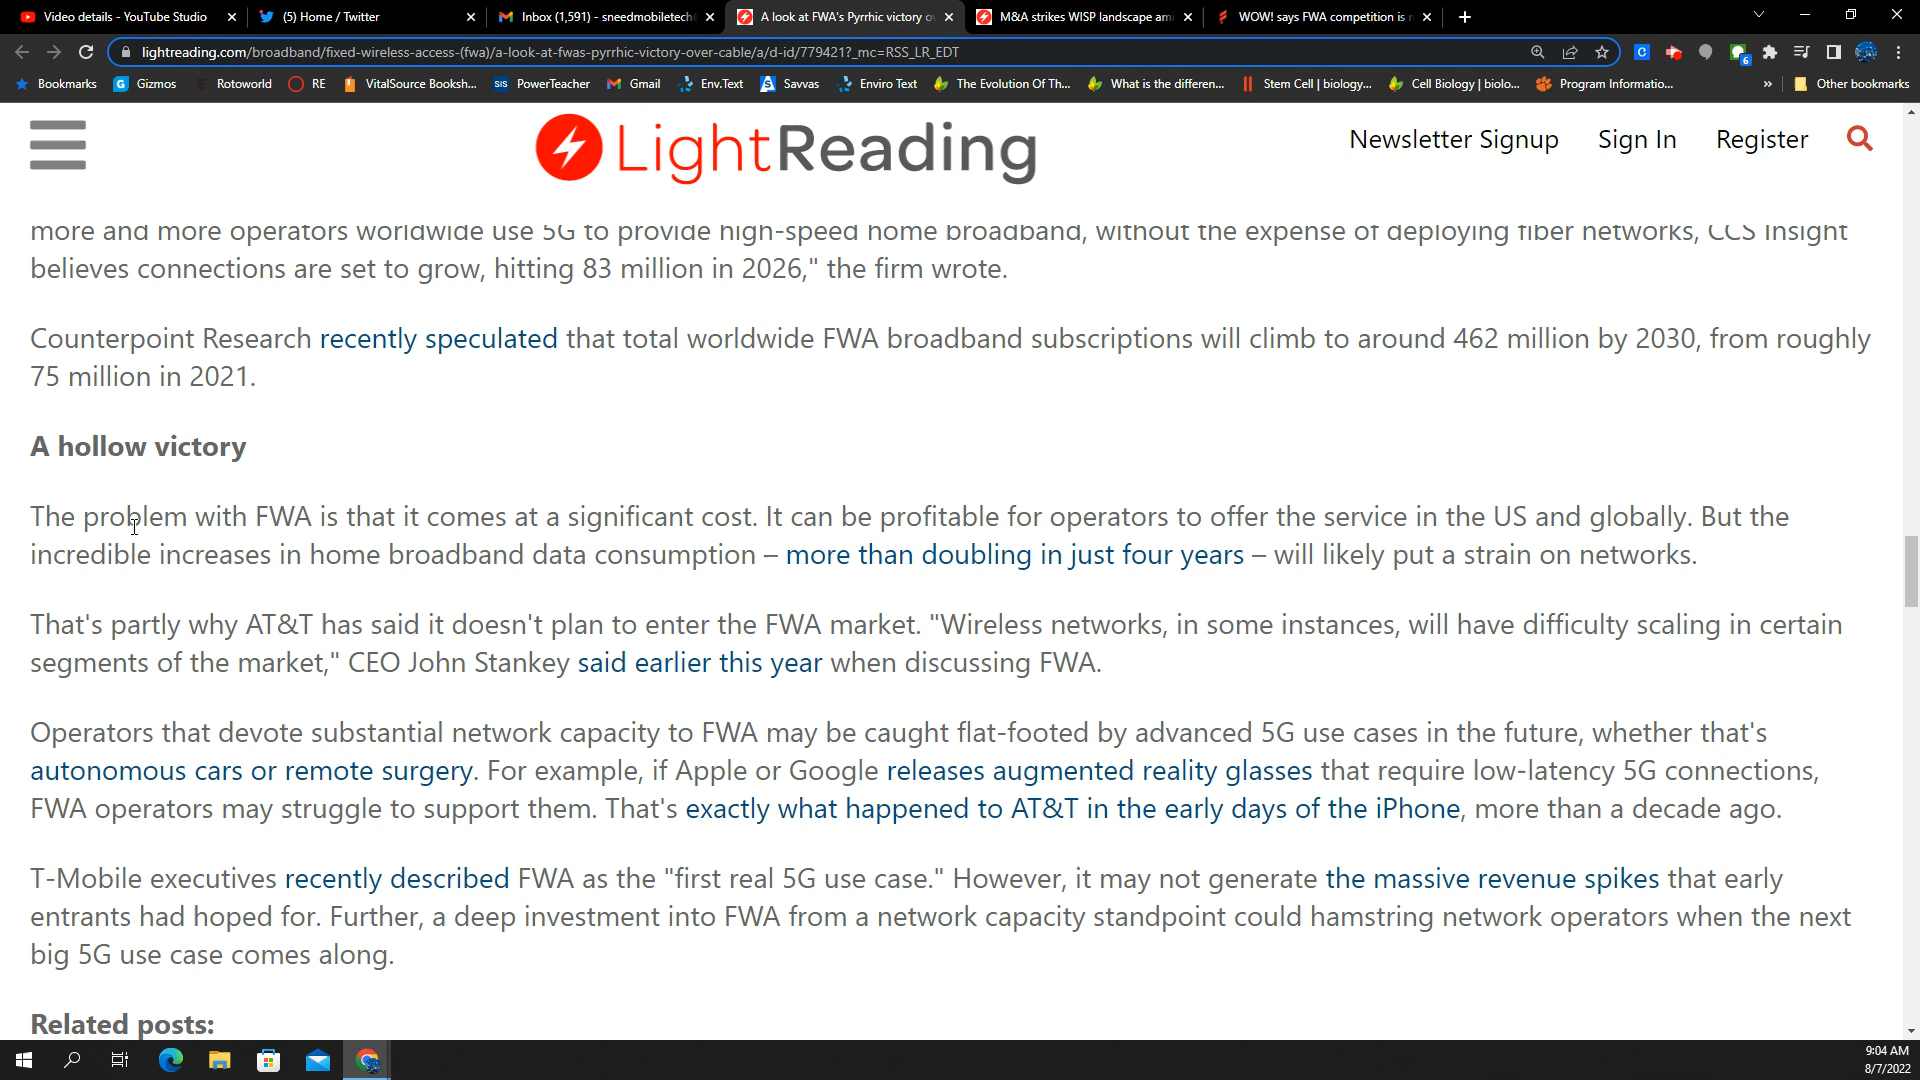 Video details - YouTube Studio
(5) Home / Twitter
Inbox (1,591) - sneedmobiletech
A look at FWA's Pyrrhic victory o
M&A strikes WISP landscape am
WOW! says FWA competition is
lightreading.com/broadband/fixed-wireless-access-(fwa)/a-look-at-fwas-pyrrhic-victory-over-cable/a/d-id/779421?_mc=RSS_LR_EDT
Bookmarks Gizmos Rotoworld RE VitalSource Booksh... PowerTeacher Gmail Env.Text Savvas Enviro Text The Evolution Of Th... What is the differen... Stem Cell | biology... Cell Biology | biolo... Program Informatio... » Other bookmarks
LightReading
Newsletter Signup Sign In Register
more and more operators worldwide use 5G to provide high-speed home broadband, without the expense of deploying fiber networks, CCS Insight
believes connections are set to grow, hitting 83 million in 2026," the firm wrote.
Counterpoint Research recently speculated that total worldwide FWA broadband subscriptions will climb to around 462 million by 2030, from roughly
75 million in 2021.
A hollow victory
The problem with FWA is that it comes at a significant cost. It can be profitable for operators to offer the service in the US and globally. But the
incredible increases in home broadband data consumption – more than doubling in just four years – will likely put a strain on networks.
That's partly why AT&T has said it doesn't plan to enter the FWA market. "Wireless networks, in some instances, will have difficulty scaling in certain
segments of the market," CEO John Stankey said earlier this year when discussing FWA.
Operators that devote substantial network capacity to FWA may be caught flat-footed by advanced 5G use cases in the future, whether that's
autonomous cars or remote surgery. For example, if Apple or Google releases augmented reality glasses that require low-latency 5G connections,
FWA operators may struggle to support them. That's exactly what happened to AT&T in the early days of the iPhone, more than a decade ago.
T-Mobile executives recently described FWA as the "first real 5G use case." However, it may not generate the massive revenue spikes that early
entrants had hoped for. Further, a deep investment into FWA from a network capacity standpoint could hamstring network operators when the next
big 5G use case comes along.
Related posts:
9:04 AM
8/7/2022